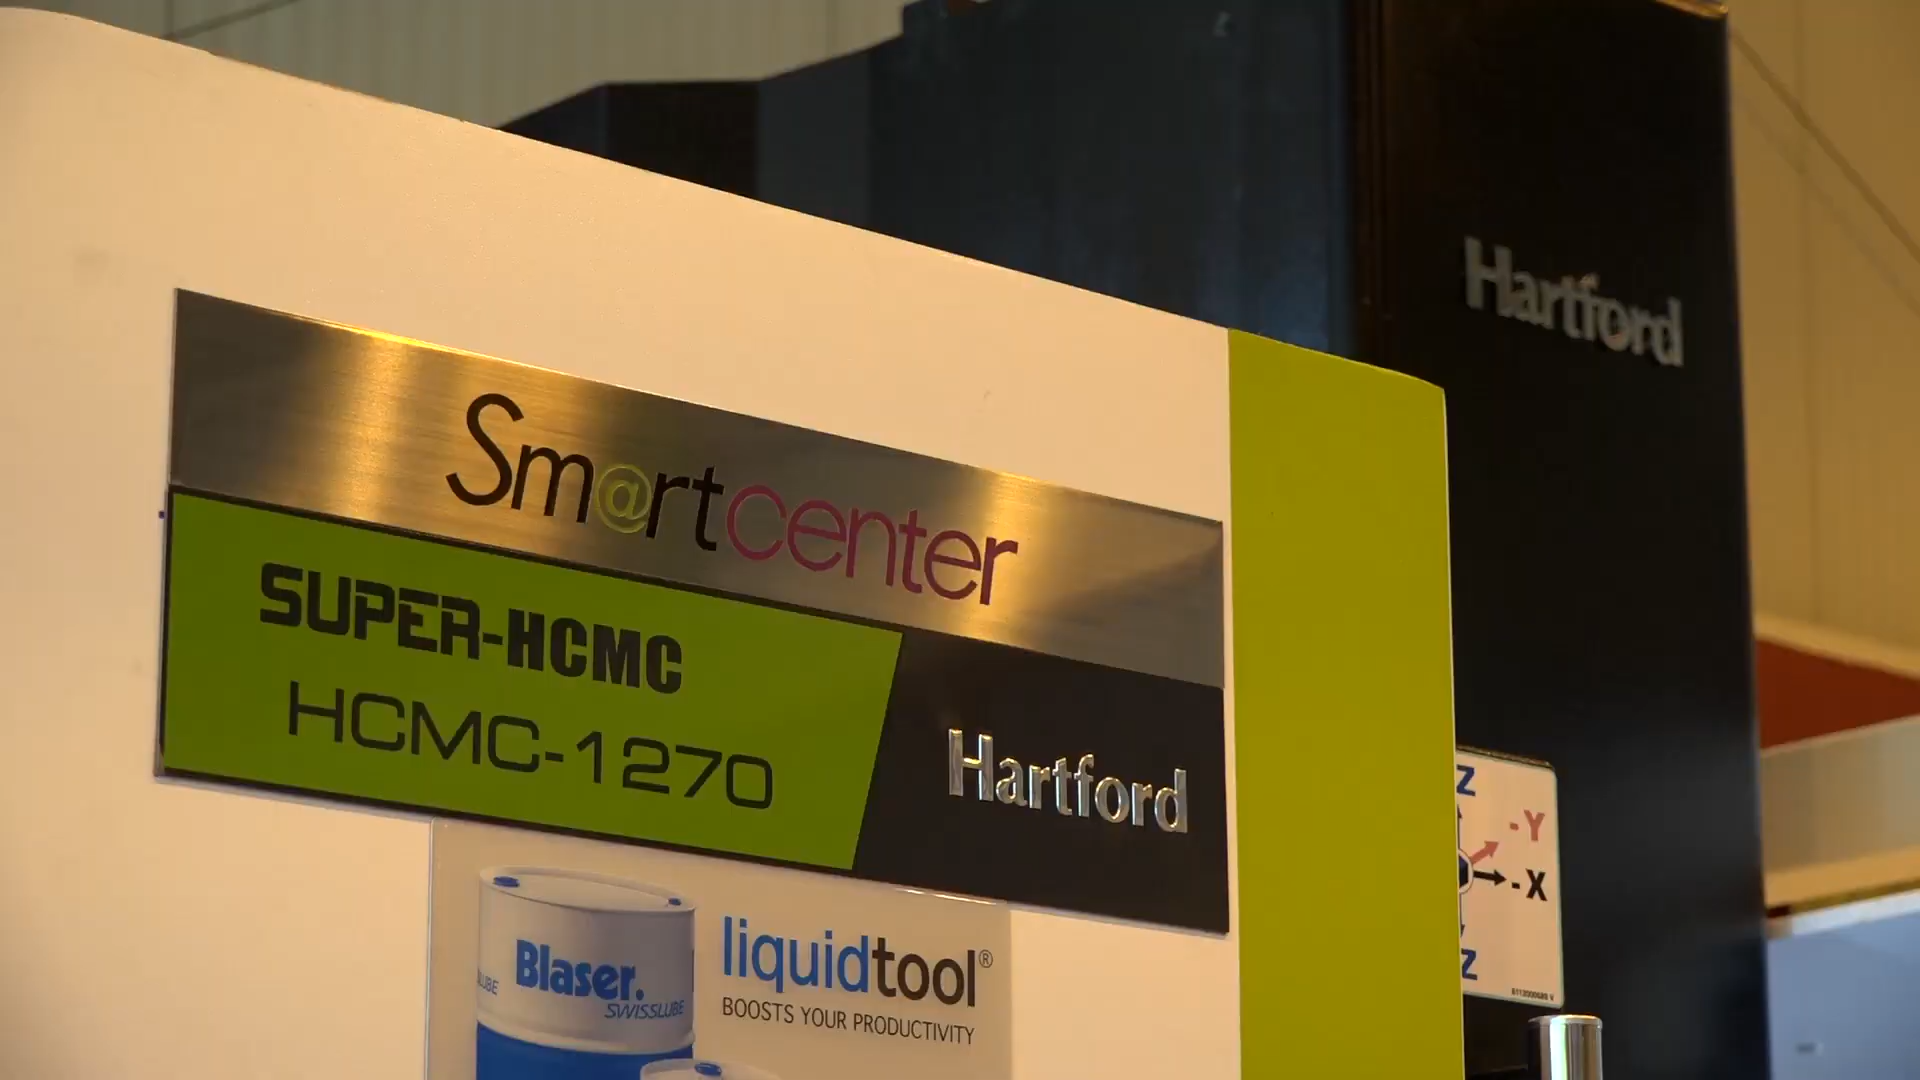 Hartford
Sm@rtcenter
SUPER-HCMC
HCMC-1270
Hartford
Z
-Y
-X
Z
Blaser.
SWISSLUBE
liquidtool®
BOOSTS YOUR PRODUCTIVITY